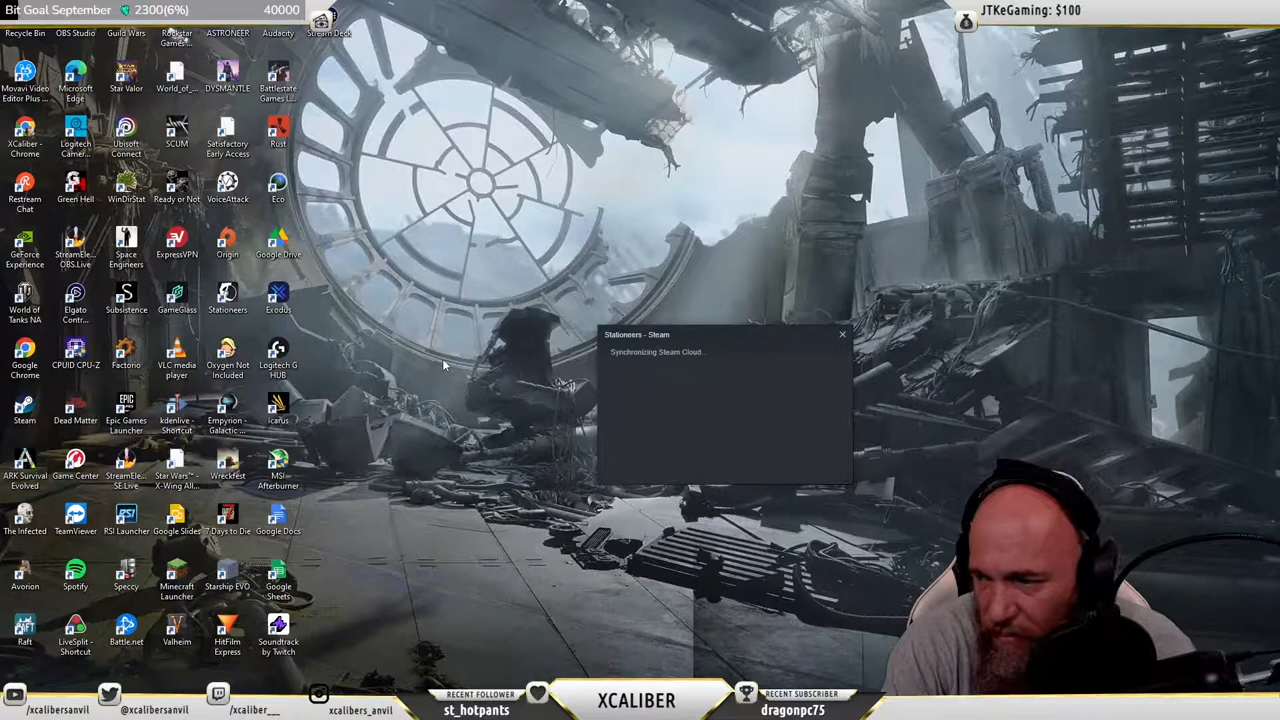 Bit Goal September 2300(6%) 40000
JTKeGaming: $100
Recycle Bin
OBS Studio
Guild Wars
Rockstar Games...
ASTRONEER
Audacity
Stream Deck
Movavi Video Editor Plus ...
Microsoft Edge
Star Valor
World_of_...
DYSMANTLE
Battlestate Games L...
XCaliber - Chrome
Logitech Camer...
Ubisoft Connect
SCUM
Satisfactory Early Access
Rust
Restream Chat
Green Hell
WinDirStat
Ready or Not
VoiceAttack
Eco
GeForce Experience
StreamEle... OBS.Live
Space Engineers
ExpressVPN
Origin
Google Drive
World of Tanks NA
Elgato Contr...
Subsistence
GameGlass
Stationeers
Exodus
Google Chrome
CPUID CPU-Z
Factorio
VLC media player
Oxygen Not Included
Logitech G HUB
Steam
Dead Matter
Epic Games Launcher
kdenlive - Shortcut
Empyrion - Galactic ...
Icarus
ARK Survival Evolved
Game Center
StreamEle... SE.Live
Star Wars™ X-Wing All...
Wreckfest
MSI Afterburner
The Infected
TeamViewer
RSI Launcher
Google Slides
7 Days to Die
Google Docs
Avorion
Spotify
Speccy
Minecraft Launcher
Starship EVO
Google Sheets
Raft
LiveSplit - Shortcut
Battle.net
Valheim
HitFilm Express
Soundtrack by Twitch
Stationeers - Steam
Synchronizing Steam Cloud...
/xcalibersanvil
@xcalibersanvil
/xcaliber___
xcalibers_anvil
RECENT FOLLOWER
st_hotpants
XCALIBER
RECENT SUBSCRIBER
dragonpc75